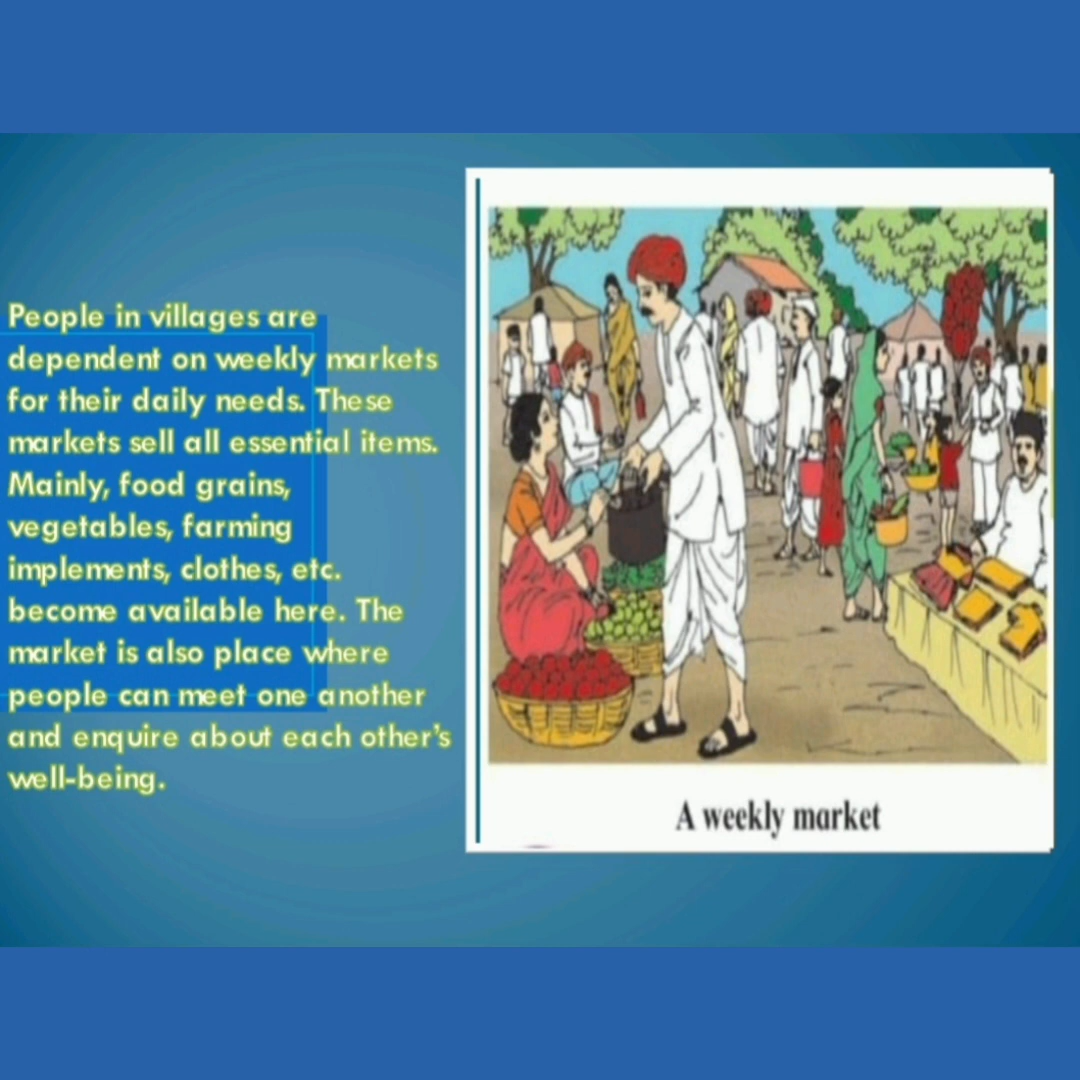 People in villages are
dependent on weekly markets
for their daily needs. These
markets sell all essential items.
Mainly, food grains,
vegetables, farming
implements, clothes, etc.
become available here. The
market is also place where
people can meet one another
and enquire about each other's
well-being.
A weekly market